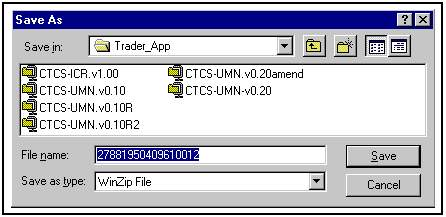 Save As
Save in: Trader_App
CTCS-ICR.v1.00 CTCS-UMN.v0.20amend
CTCS-UMN.v0.10 CTCS-UMN-v0.20
CTCS-UMN.v0.10R
CTCS-UMN.v0.10R2
File name: 27881950409610012 Save
Save as type: WinZip File Cancel